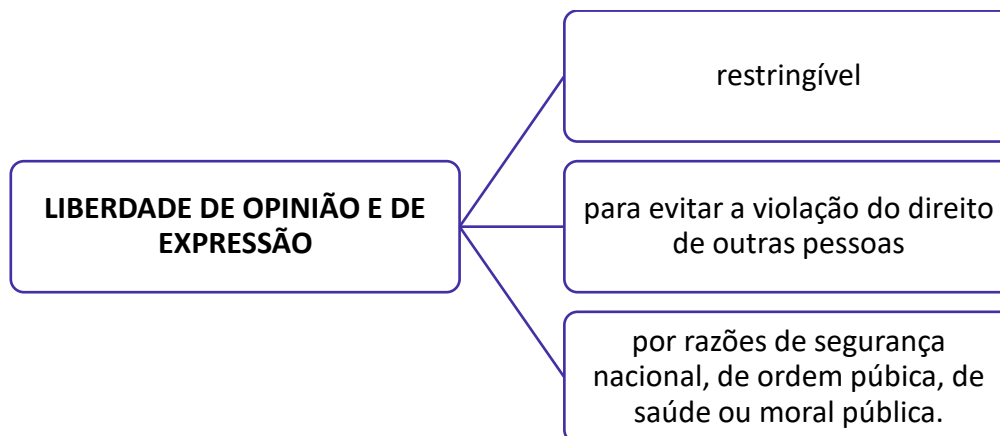 restringível
LIBERDADE DE OPINIÃO E DE
EXPRESSÃO
para evitar a violação do direito
de outras pessoas
por razões de segurança
nacional, de ordem púbica, de
saúde ou moral pública.